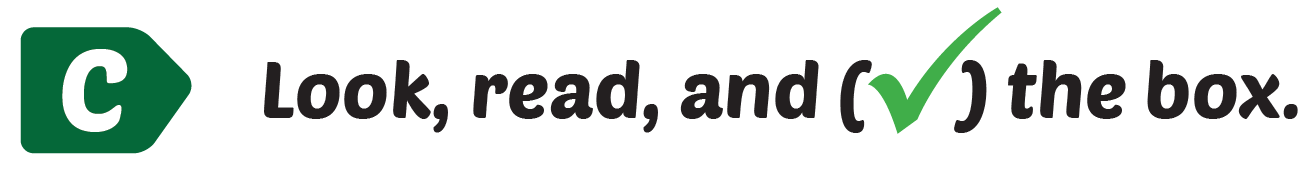 C Look, read, and (✓) the box.